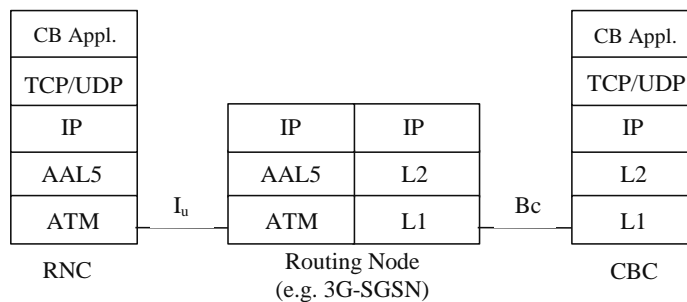 CB Appl.
TCP/UDP
IP
AAL5
ATM
RNC
Iu
IP IP
AAL5 L2
ATM L1
Routing Node
(e.g. 3G-SGSN)
Bc
CB Appl.
TCP/UDP
IP
L2
L1
CBC